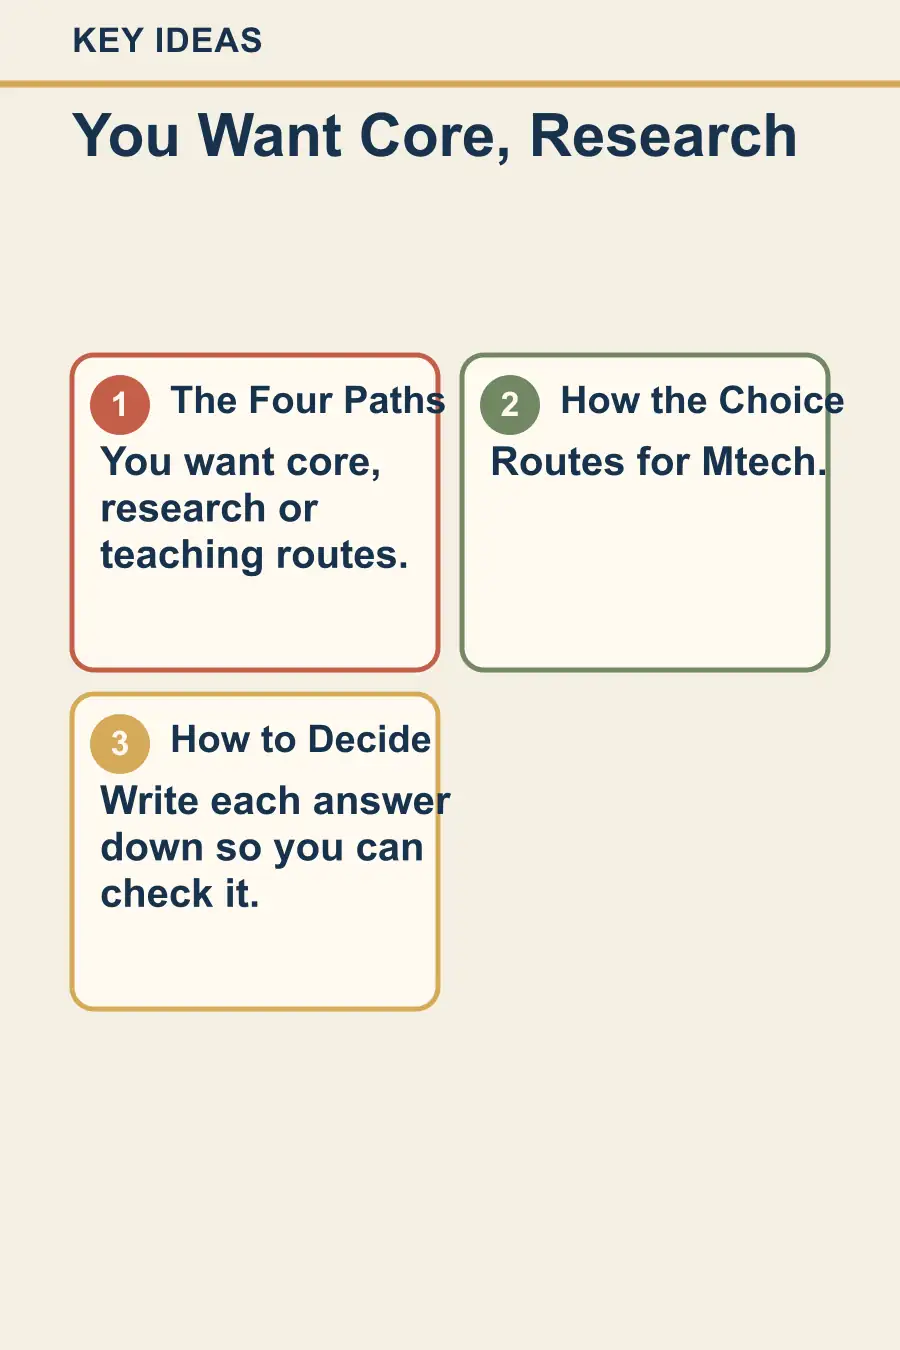 KEY IDEAS
You Want Core, Research
1 The Four Paths
You want core,
research or
teaching routes.
2 How the Choice
Routes for Mtech.
3 How to Decide
Write each answer
down so you can
check it.